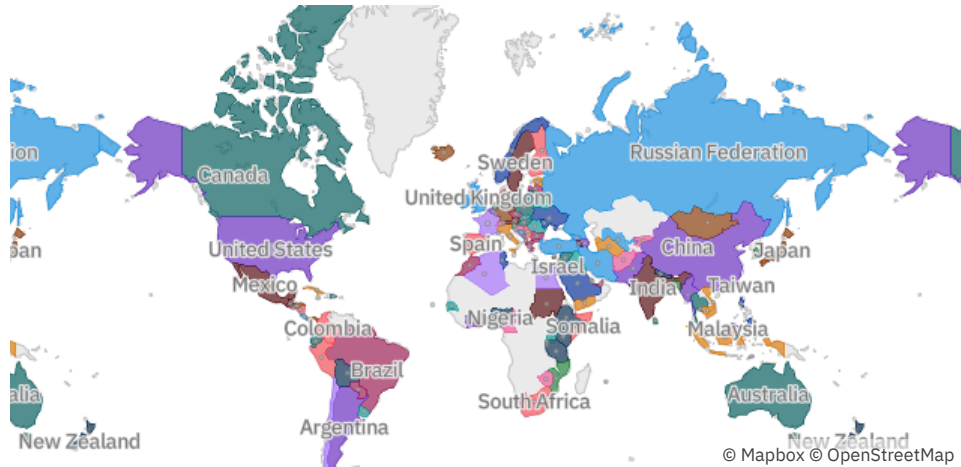 Sweden
ion
Russian Federation
Canada
United Kingdom
United States
Spain
China
pan
Japan
Israel
Mexico
India
Taiwan
Nigeria
Somalia
Colombia
Malaysia
Brazil
alia
Australia
South Africa
Argentina
New Zealand
New Zealand
© Mapbox © OpenStreetMap